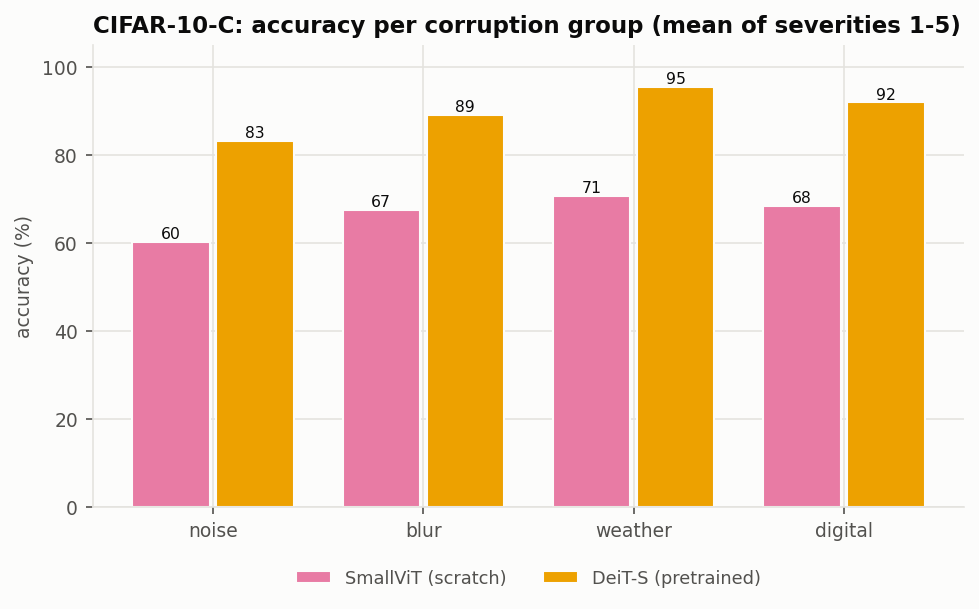 CIFAR-10-C: accuracy per corruption group (mean of severities 1-5)
accuracy (%)
100
80
60
40
20
0
60
83
67
89
71
95
68
92
noise
blur
weather
digital
SmallViT (scratch)
DeiT-S (pretrained)